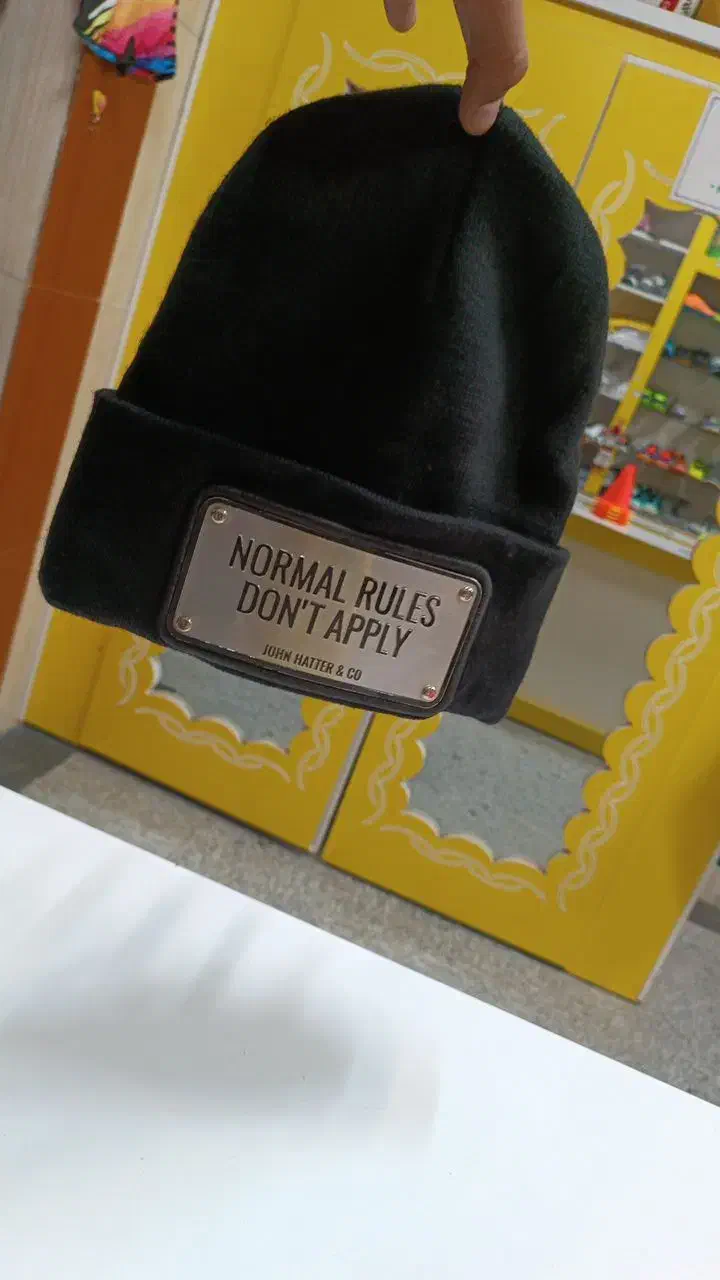 NORMAL RULES
DON'T APPLY
JOHN HATTER & CO